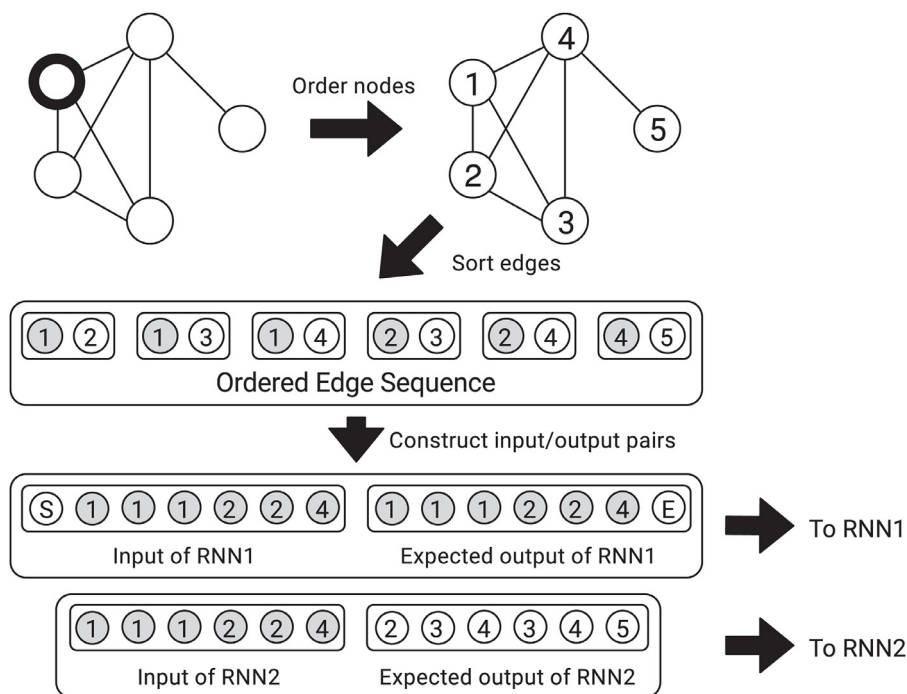 4
Order nodes
1
5
2
3
Sort edges
1 2 1 3 1 4 2 3 2 4 4 5
Ordered Edge Sequence
Construct input/output pairs
S 1 1 1 2 2 4 1 1 1 2 2 4 E
To RNN1
Input of RNN1 Expected output of RNN1
1 1 1 2 2 4 2 3 4 3 4 5
To RNN2
Input of RNN2 Expected output of RNN2